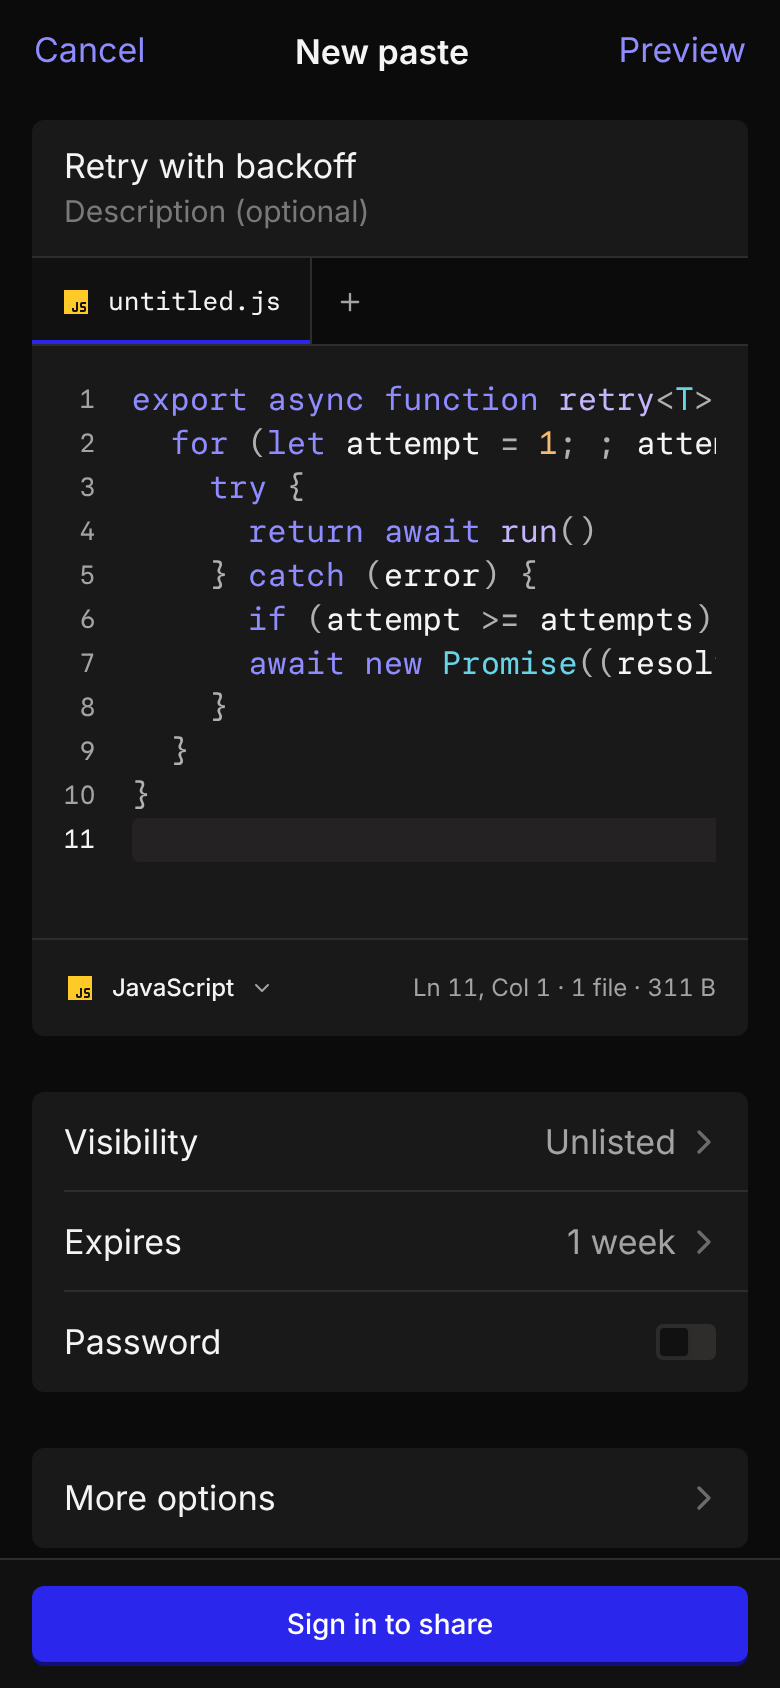 Cancel New paste Preview
Retry with backoff
Description (optional)
JS untitled.js +
1 export async function retry<T>
2 for (let attempt = 1; ; atte
3 try {
4 return await run()
5 } catch (error) {
6 if (attempt >= attempts)
7 await new Promise((resol
8 }
9 }
10 }
11
JS JavaScript Ln 11, Col 1 · 1 file · 311 B
Visibility Unlisted
Expires 1 week
Password
More options
Sign in to share